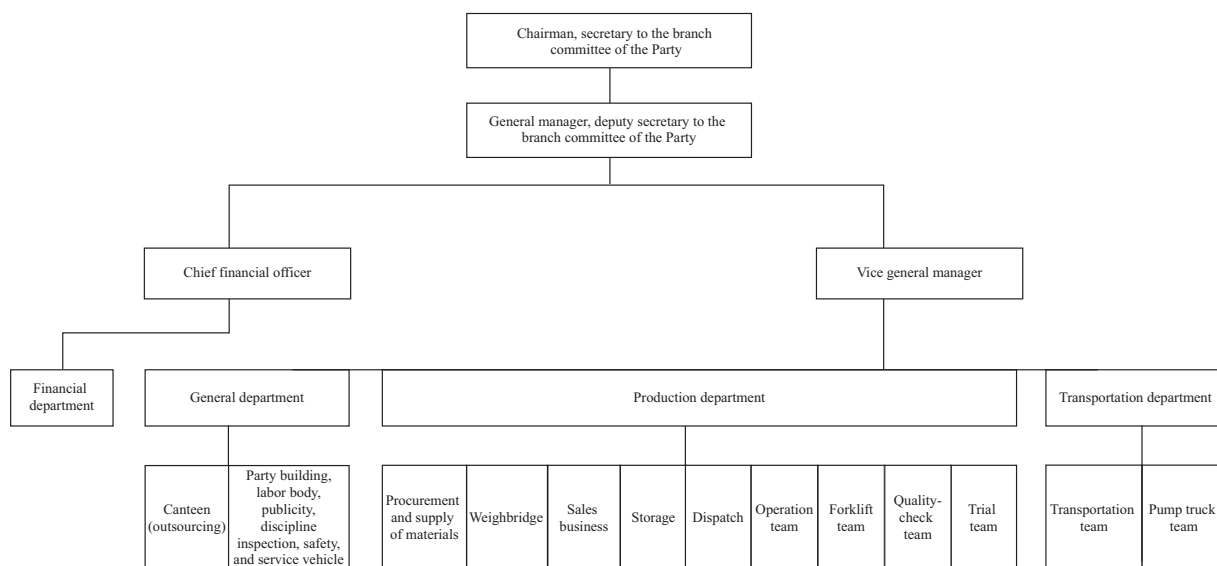 Chairman, secretary to the branch
committee of the Party
General manager, deputy secretary to the
branch committee of the Party
Chief financial officer
Vice general manager
Financial
department
General department
Production department
Transportation department
Canteen
(outsourcing)
Party building,
labor body,
publicity,
discipline
inspection, safety,
and service vehicle
Procurement
and supply
of materials
Weighbridge
Sales
business
Storage
Dispatch
Operation
team
Forklift
team
Quality-
check
team
Trial
team
Transportation
team
Pump truck
team